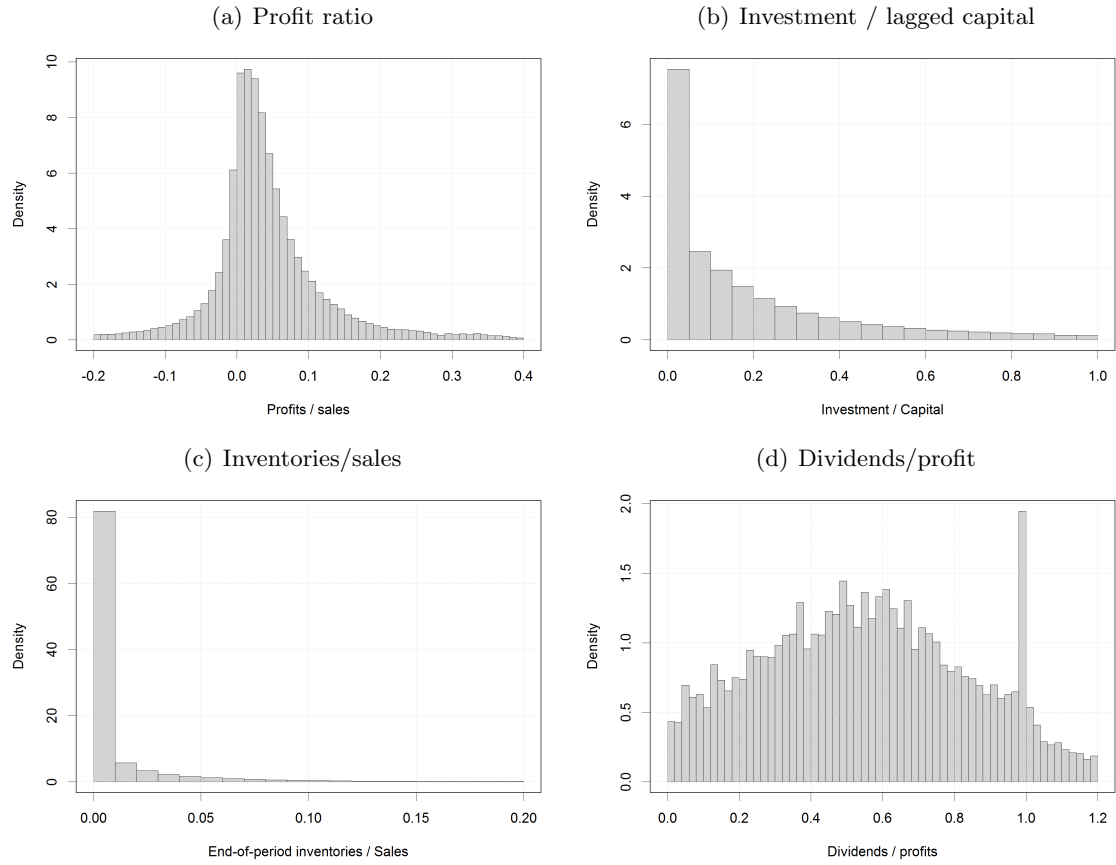 (a) Profit ratio
Density
0 2 4 6 8 10
-0.2 -0.1 0.0 0.1 0.2 0.3 0.4
Profits / sales
(b) Investment / lagged capital
Density
0 2 4 6
0.0 0.2 0.4 0.6 0.8 1.0
Investment / Capital
(c) Inventories/sales
Density
0 20 40 60 80
0.00 0.05 0.10 0.15 0.20
End-of-period inventories / Sales
(d) Dividends/profit
Density
0.0 0.5 1.0 1.5 2.0
0.0 0.2 0.4 0.6 0.8 1.0 1.2
Dividends / profits